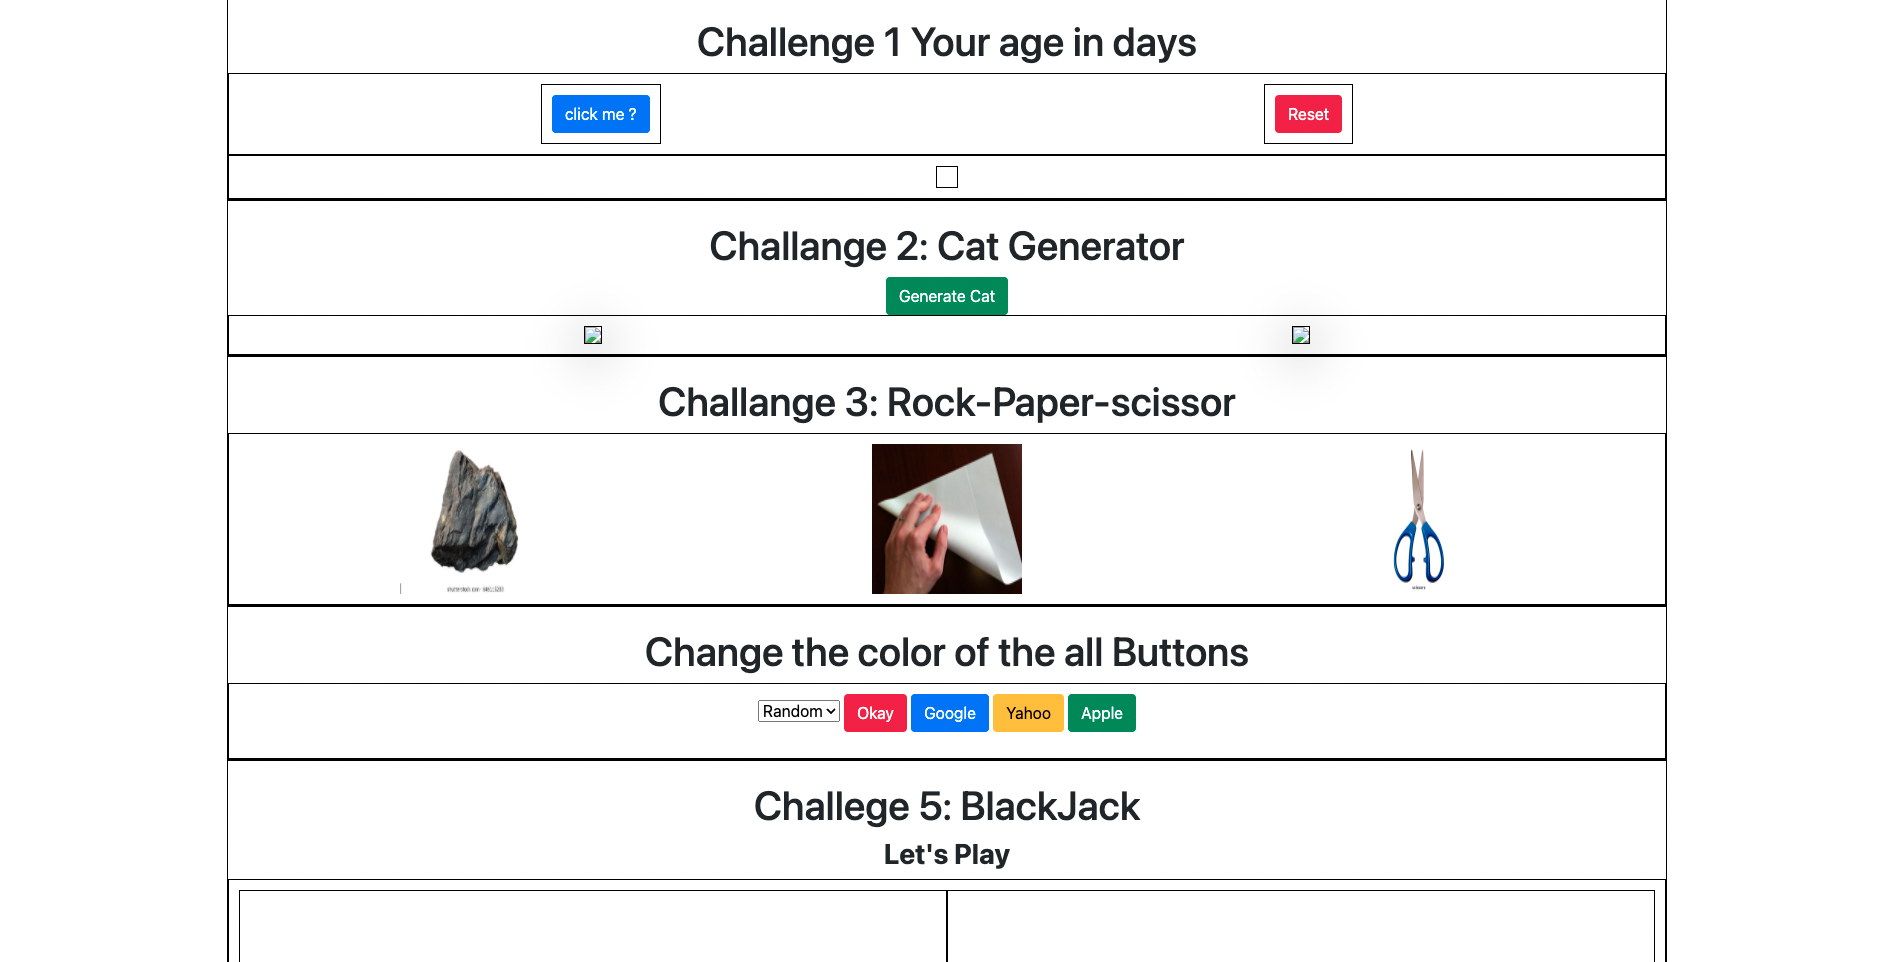 Challenge 1 Your age in days
click me ? Reset
Challange 2: Cat Generator
Generate Cat
Challange 3: Rock-Paper-scissor
scissors
Change the color of the all Buttons
Random Okay Google Yahoo Apple
Challege 5: BlackJack
Let's Play